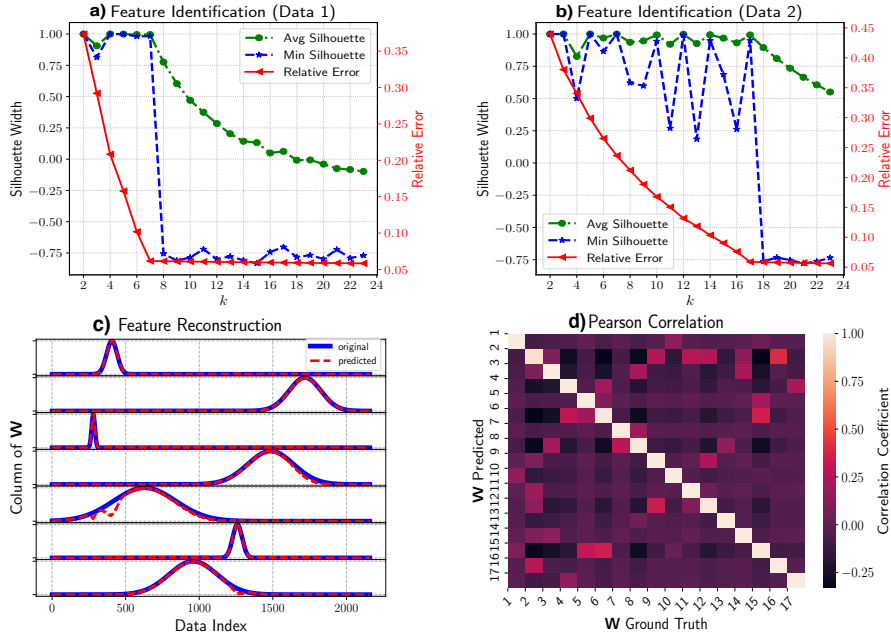 a) Feature Identification (Data 1)
1.00
0.75
0.50
0.25
0.00
−0.25
−0.50
−0.75
Silhouette Width
Avg Silhouette
Min Silhouette
Relative Error
0.35
0.30
0.25
0.20
0.15
0.10
0.05
Relative Error
0 2 4 6 8 10 12 14 16 18 20 22 24
k
b) Feature Identification (Data 2)
1.00
0.75
0.50
0.25
0.00
−0.25
−0.50
−0.75
Silhouette Width
Avg Silhouette
Min Silhouette
Relative Error
0.45
0.40
0.35
0.30
0.25
0.20
0.15
0.10
0.05
Relative Error
0 2 4 6 8 10 12 14 16 18 20 22 24
k
c) Feature Reconstruction
original
predicted
Column of W
0 500 1000 1500 2000
Data Index
d) Pearson Correlation
1 2 3 4 5 6 7 8 9 10 11 12 13 14 15 16 17
W Predicted
1 2 3 4 5 6 7 8 9 10 11 12 13 14 15 16 17
W Ground Truth
1.00
0.75
0.50
0.25
0.00
−0.25
Correlation Coefficient